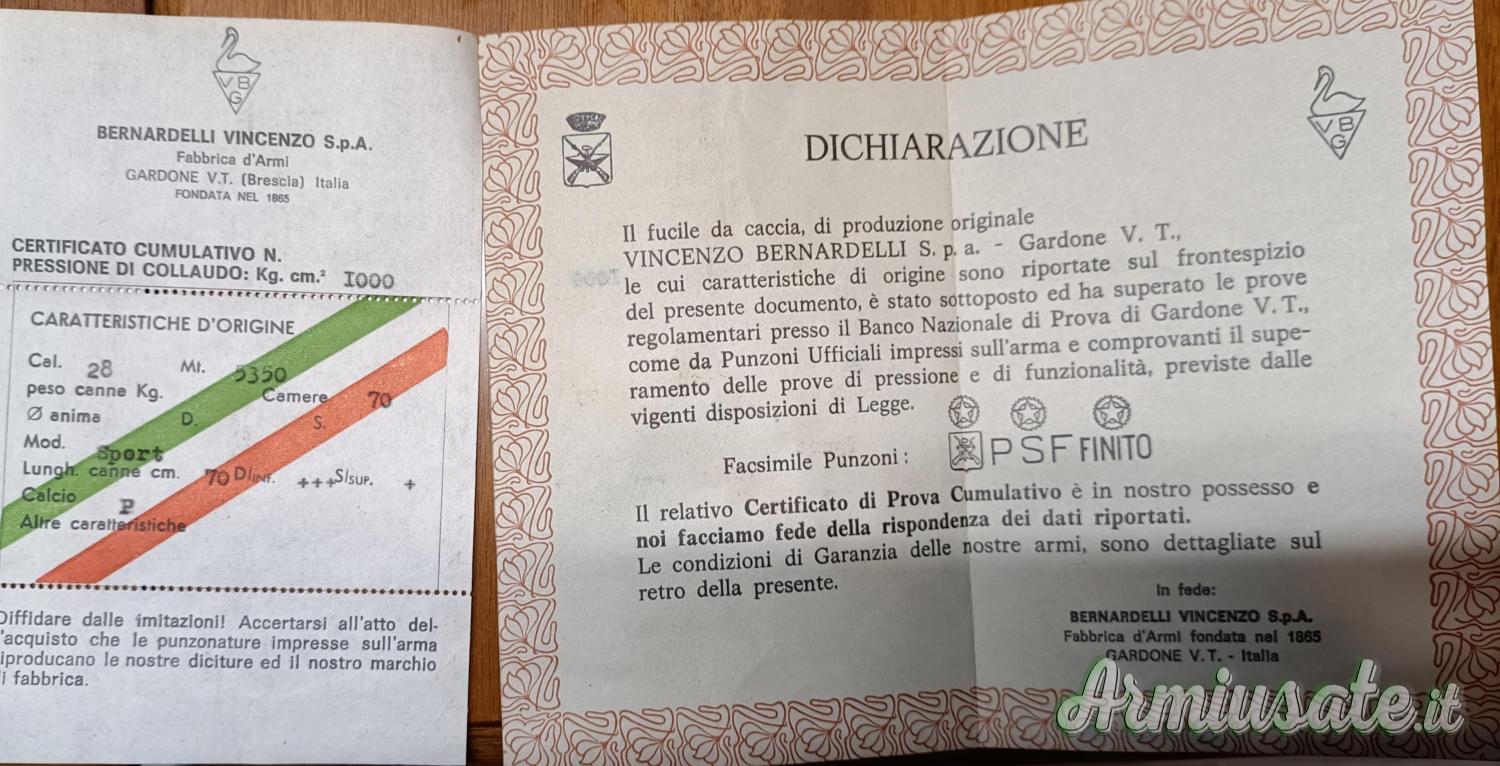 VBG
BERNARDELLI VINCENZO S.p.A.
Fabbrica d'Armi
GARDONE V.T. (Brescia) Italia
FONDATA NEL 1865
CERTIFICATO CUMULATIVO N.
PRESSIONE DI COLLAUDO: Kg. cm.² I000
CARATTERISTICHE D'ORIGINE
Cal. 28 Mt. 5350
peso canne Kg. Camere 70
Ø anima D. S.
Mod. Sport
Lungh. canne cm. 70 D/INF. +++ S/SUP. +
Calcio P
Altre caratteristiche
Diffidare dalle imitazioni! Accertarsi all'atto del-
l'acquisto che le punzonature impresse sull'arma
riproducano le nostre diciture ed il nostro marchio
di fabbrica.
VBG
DICHIARAZIONE
Il fucile da caccia, di produzione originale
VINCENZO BERNARDELLI S. p. a. - Gardone V. T.,
le cui caratteristiche di origine sono riportate sul frontespizio
del presente documento, è stato sottoposto ed ha superato le prove
regolamentari presso il Banco Nazionale di Prova di Gardone V. T.,
come da Punzoni Ufficiali impressi sull'arma e comprovanti il supe-
ramento delle prove di pressione e di funzionalità, previste dalle
vigenti disposizioni di Legge.
Facsimile Punzoni: PSF FINITO
Il relativo Certificato di Prova Cumulativo è in nostro possesso e
noi facciamo fede della rispondenza dei dati riportati.
Le condizioni di Garanzia delle nostre armi, sono dettagliate sul
retro della presente.
In fede:
BERNARDELLI VINCENZO S.p.A.
Fabbrica d'Armi fondata nel 1865
GARDONE V.T. - Italia
Armiusate.it